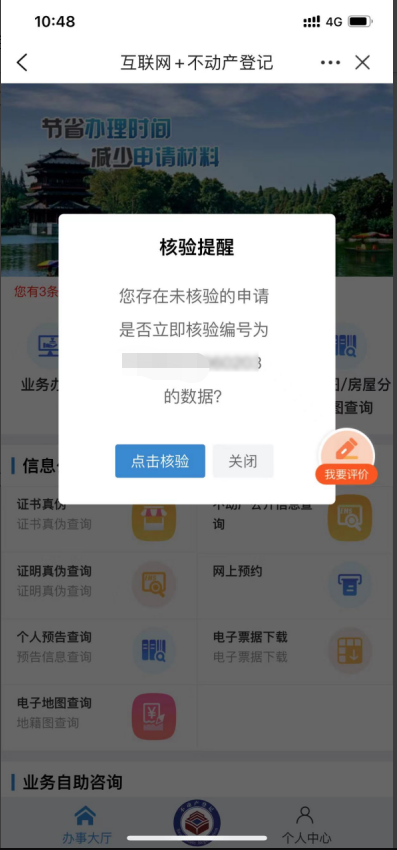 10:48
4G
互联网+不动产登记
节省办理时间
减少申请材料
您有3条
核验提醒
您存在未核验的申请
是否立即核验编号为
的数据?
点击核验
关闭
业务办
日/房屋分
图查询
我要评价
信息
证书真伪
证书真伪查询
不动产公开信息查
询
证明真伪查询
证明真伪查询
网上预约
个人预告查询
预告信息查询
电子票据下载
电子票据下载
电子地图查询
地籍图查询
业务自助咨询
办事大厅
个人中心